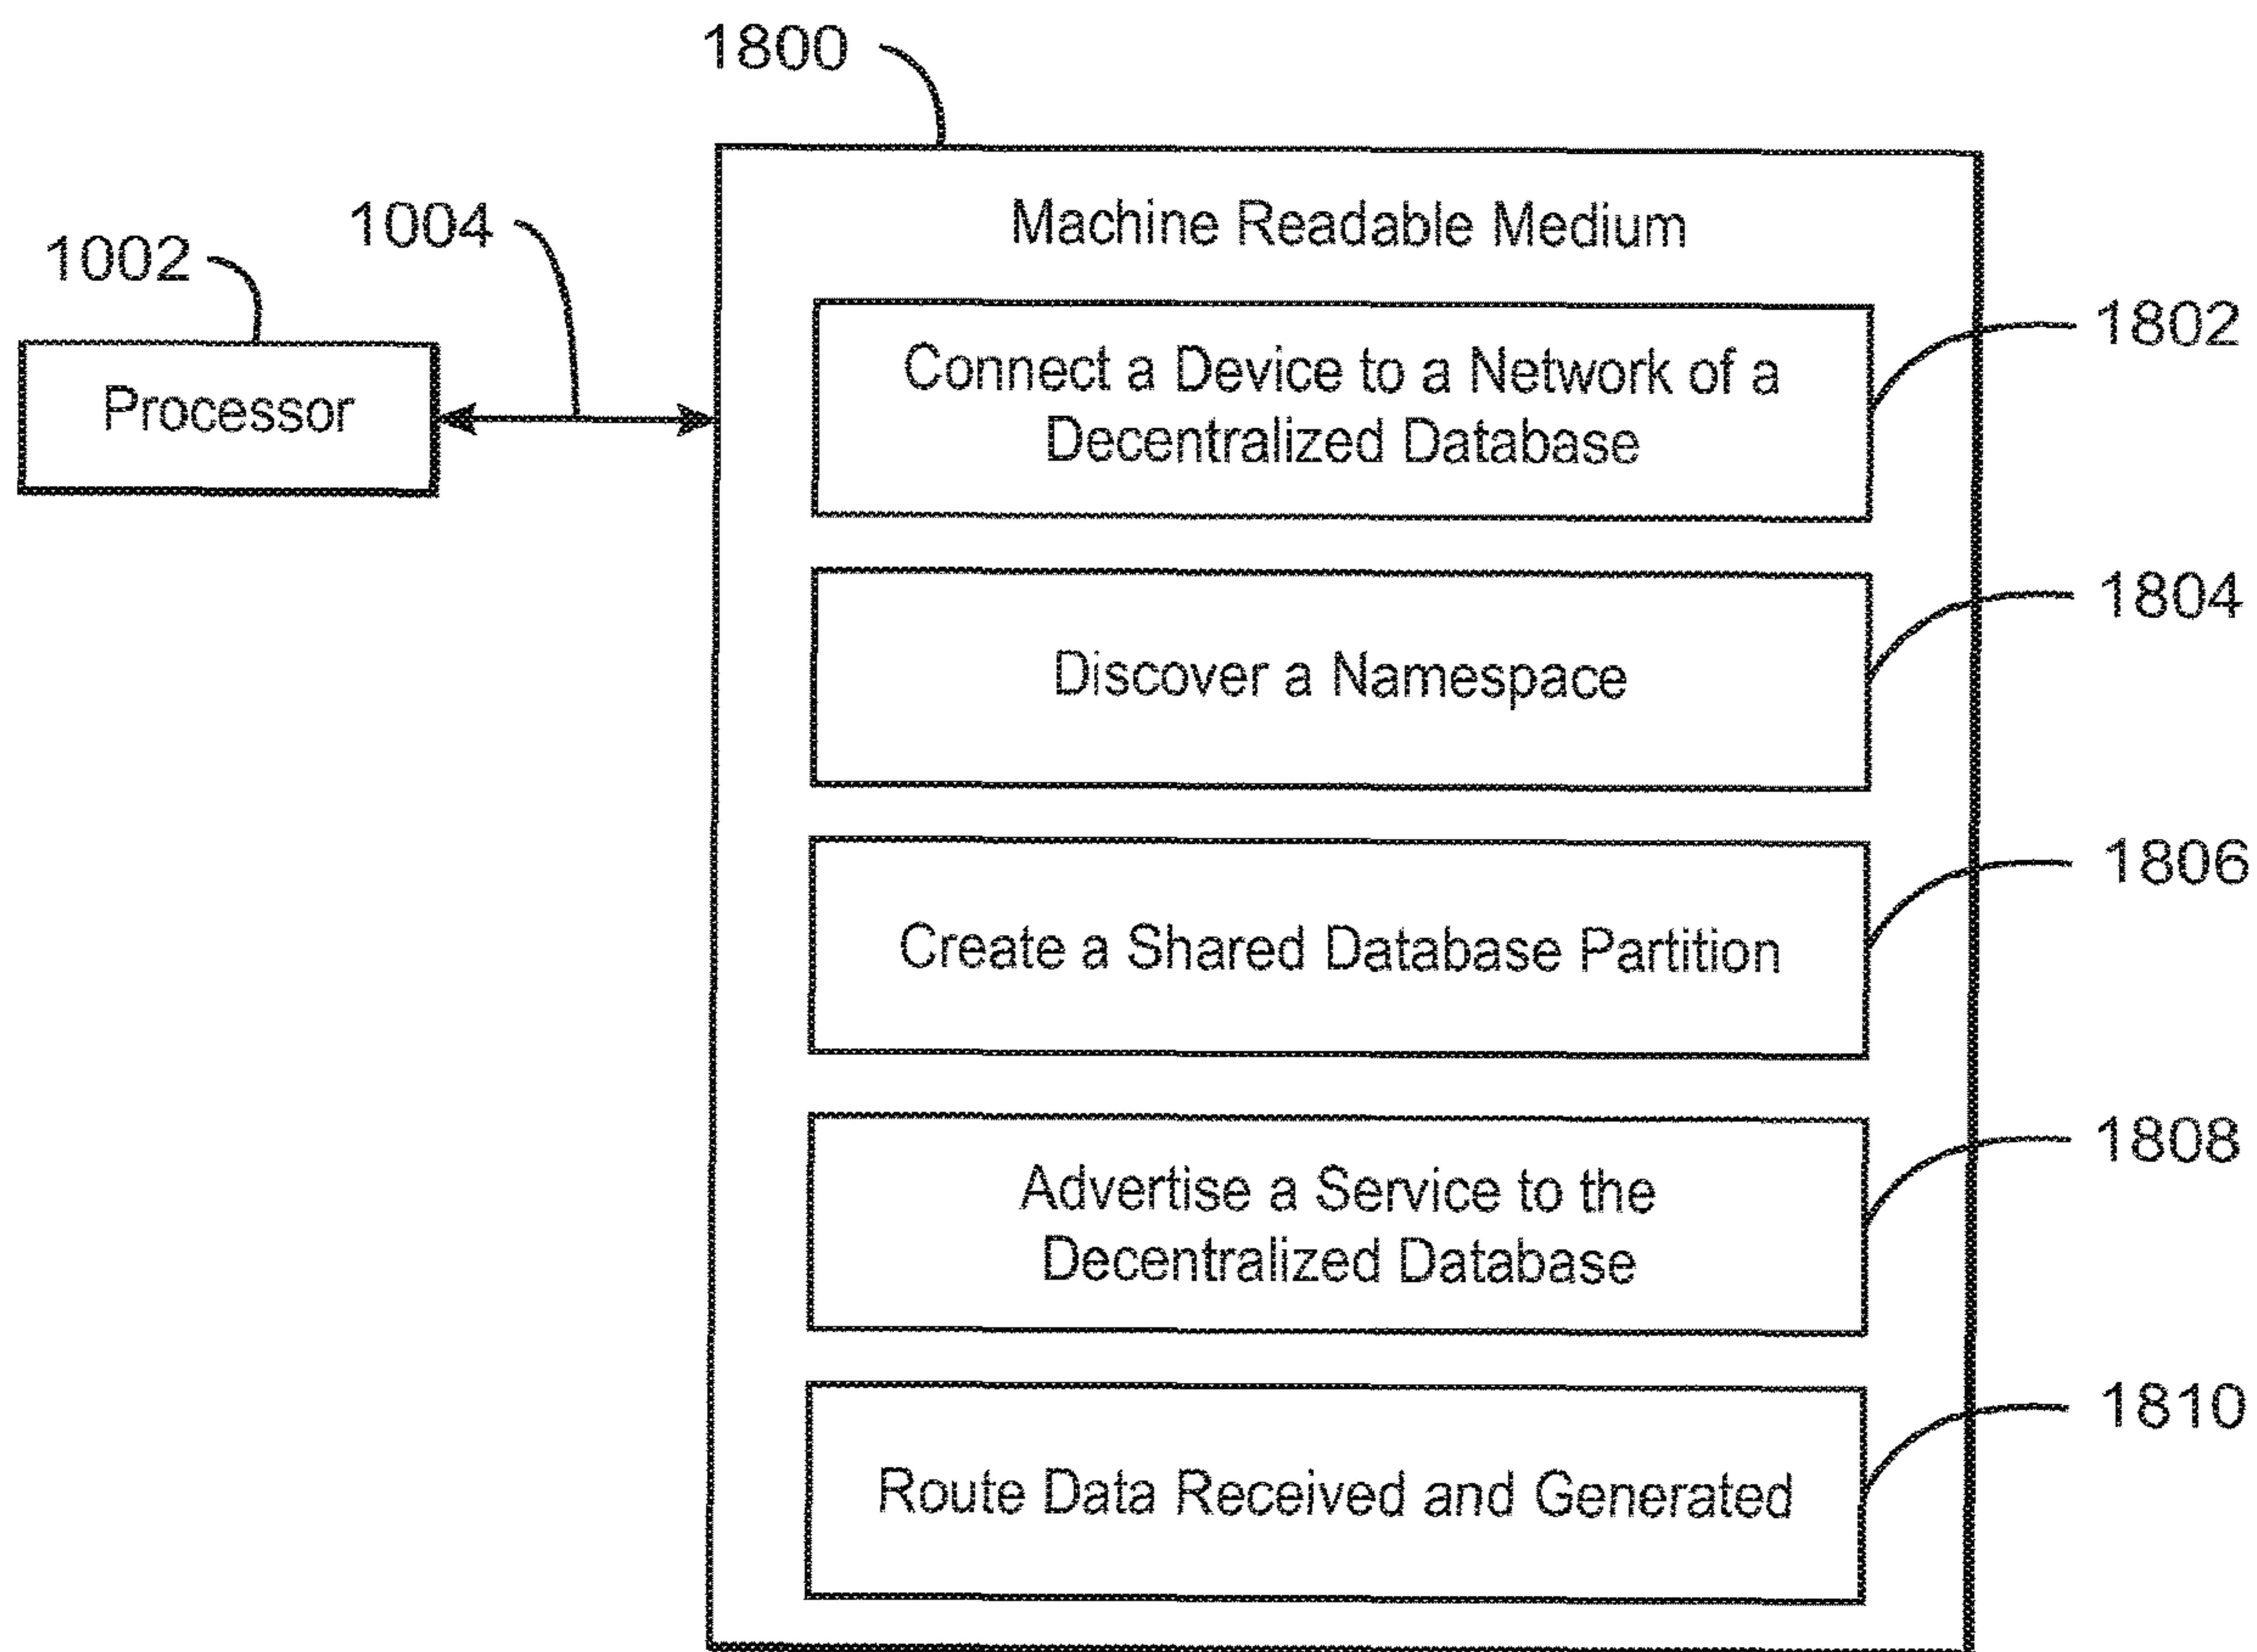 1800
Machine Readable Medium
1004
1002
Processor
Connect a Device to a Network of a
Decentralized Database
1802
Discover a Namespace
1804
Create a Shared Database Partition
1806
Advertise a Service to the
Decentralized Database
1808
Route Data Received and Generated
1810